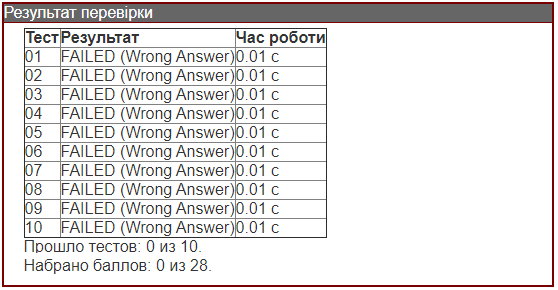 Результат перевірки
Тест Результат Час роботи
01 FAILED (Wrong Answer) 0.01 с
02 FAILED (Wrong Answer) 0.01 с
03 FAILED (Wrong Answer) 0.01 с
04 FAILED (Wrong Answer) 0.01 с
05 FAILED (Wrong Answer) 0.01 с
06 FAILED (Wrong Answer) 0.01 с
07 FAILED (Wrong Answer) 0.01 с
08 FAILED (Wrong Answer) 0.01 с
09 FAILED (Wrong Answer) 0.01 с
10 FAILED (Wrong Answer) 0.01 с
Прошло тестов: 0 из 10.
Набрано баллов: 0 из 28.